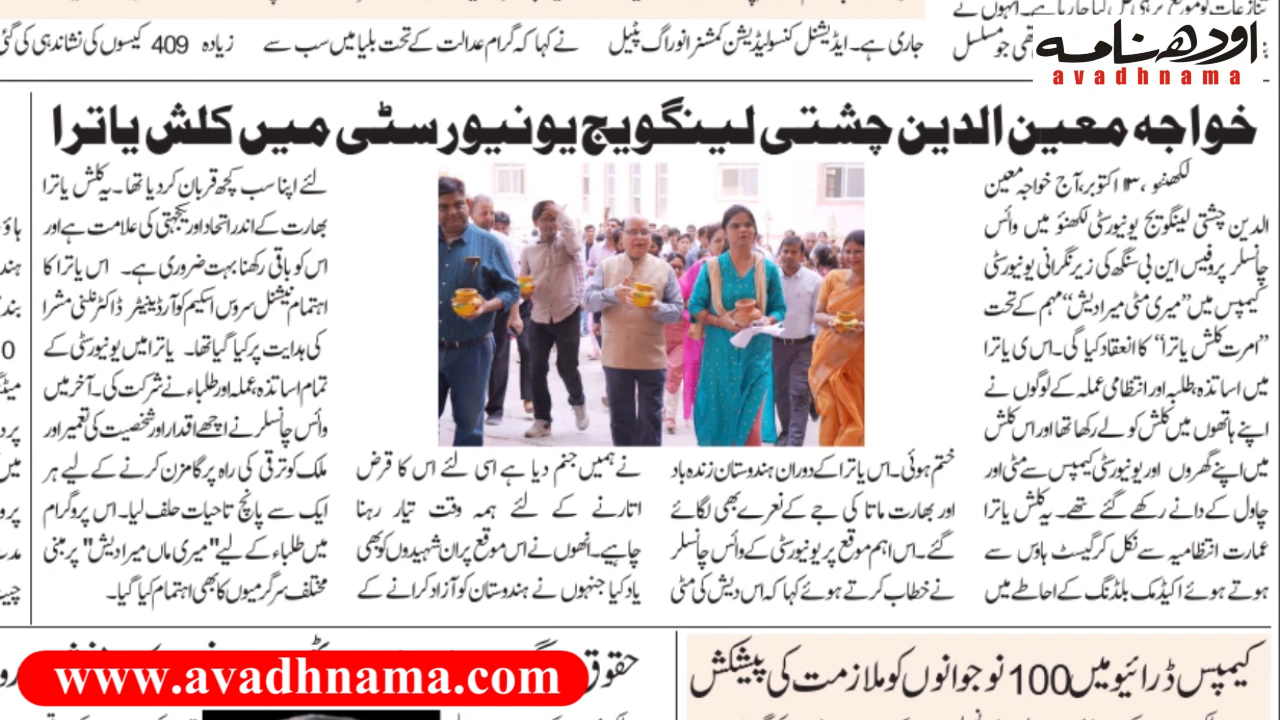 اودھ نامہ
avadhnama
جاری ہے۔ ایڈیشنل کنسولیڈیشن کمشنر انوراگ پٹیل
نے کہا کہ گرام عدالت کے تحت بلیا میں سب سے
زیادہ 409 کیسوں کی نشاندہی کی گئی
خواجہ معین الدین چشتی لینگویج یونیورسٹی میں کلش یاترا
لکھنؤ ،۱۳ اکتوبر، آج خواجہ معین
الدین چشتی لینگویج یونیورسٹی لکھنؤ میں وائس
چانسلر پروفیسر این بی سنگھ کی زیر نگرانی یونیورسٹی
کیمپس میں ”میری مٹی میرا دیش“ مہم کے تحت
”امرت کلش یاترا“ کا انعقاد کیا گی۔ اس ی یاترا
میں اساتذہ، طلبہ اور انتظامی عملہ کے لوگوں نے
اپنے ہاتھوں میں کلش کو لے رکھا تھا اور اس کلش
میں اپنے گھروں اور یونیورسٹی کیمپس سے مٹی اور
چاول کے دانے رکھے گئے تھے۔ یہ کلش یاترا
عمارت انتظامیہ سے نکل کر گیسٹ ہاؤس سے
ہوتے ہوئے اکیڈمک بلڈنگ کے احاطے میں
ختم ہوئی۔ اس یاترا کے دوران ہندوستان زندہ باد
اور بھارت ماتا کی جے کے نعرے بھی لگائے
گئے۔ اس اہم موقع پر یونیورسٹی کے وائس چانسلر
نے خطاب کرتے ہوئے کہا کہ اس دیش کی مٹی
نے ہمیں جنم دیا ہے اسی لئے اس کا قرض
اتارنے کے لئے ہمہ وقت تیار رہنا
چاہیے۔ انھوں نے اس موقع پر ان شہیدوں کو بھی
یاد کیا جنہوں نے ہندوستان کو آزاد کرانے کے
لئے اپنا سب کچھ قربان کر دیا تھا۔ یہ کلش یاترا
بھارت کے اندر اتحاد اور یکجہتی کی علامت ہے اور
اس کو باقی رکھنا بہت ضروری ہے۔ اس یاترا کا
اہتمام نیشنل سروس اسکیم کوآرڈینیٹر ڈاکٹر نلنی مشرا
کی ہدایت پر کیا گیا تھا۔ یاترا میں یونیورسٹی کے
تمام اساتذہ، عملہ اور طلباء نے شرکت کی۔ آخر میں
وائس چانسلر نے اچھے اقدار اور شخصیت کی تعمیر اور
ملک کو ترقی کی راہ پر گامزن کرنے کے لیے ہر
ایک سے پانچ تاحیات حلف لیا۔ اس پروگرام
میں طلباء کے لیے "میری ماں میرا دیش" پر مبنی
مختلف سرگرمیوں کا بھی اہتمام کیا گیا۔
کیمپس ڈرائیو میں 100 نوجوانوں کو ملازمت کی پیشکش
حقوق
www.avadhnama.com